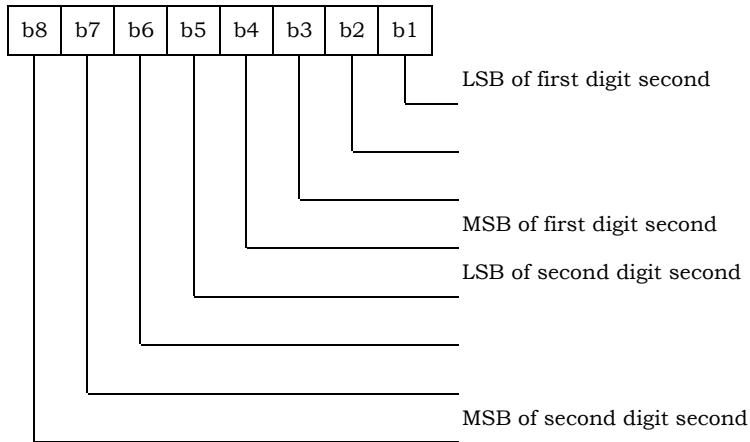 b8 b7 b6 b5 b4 b3 b2 b1
LSB of first digit second
MSB of first digit second
LSB of second digit second
MSB of second digit second